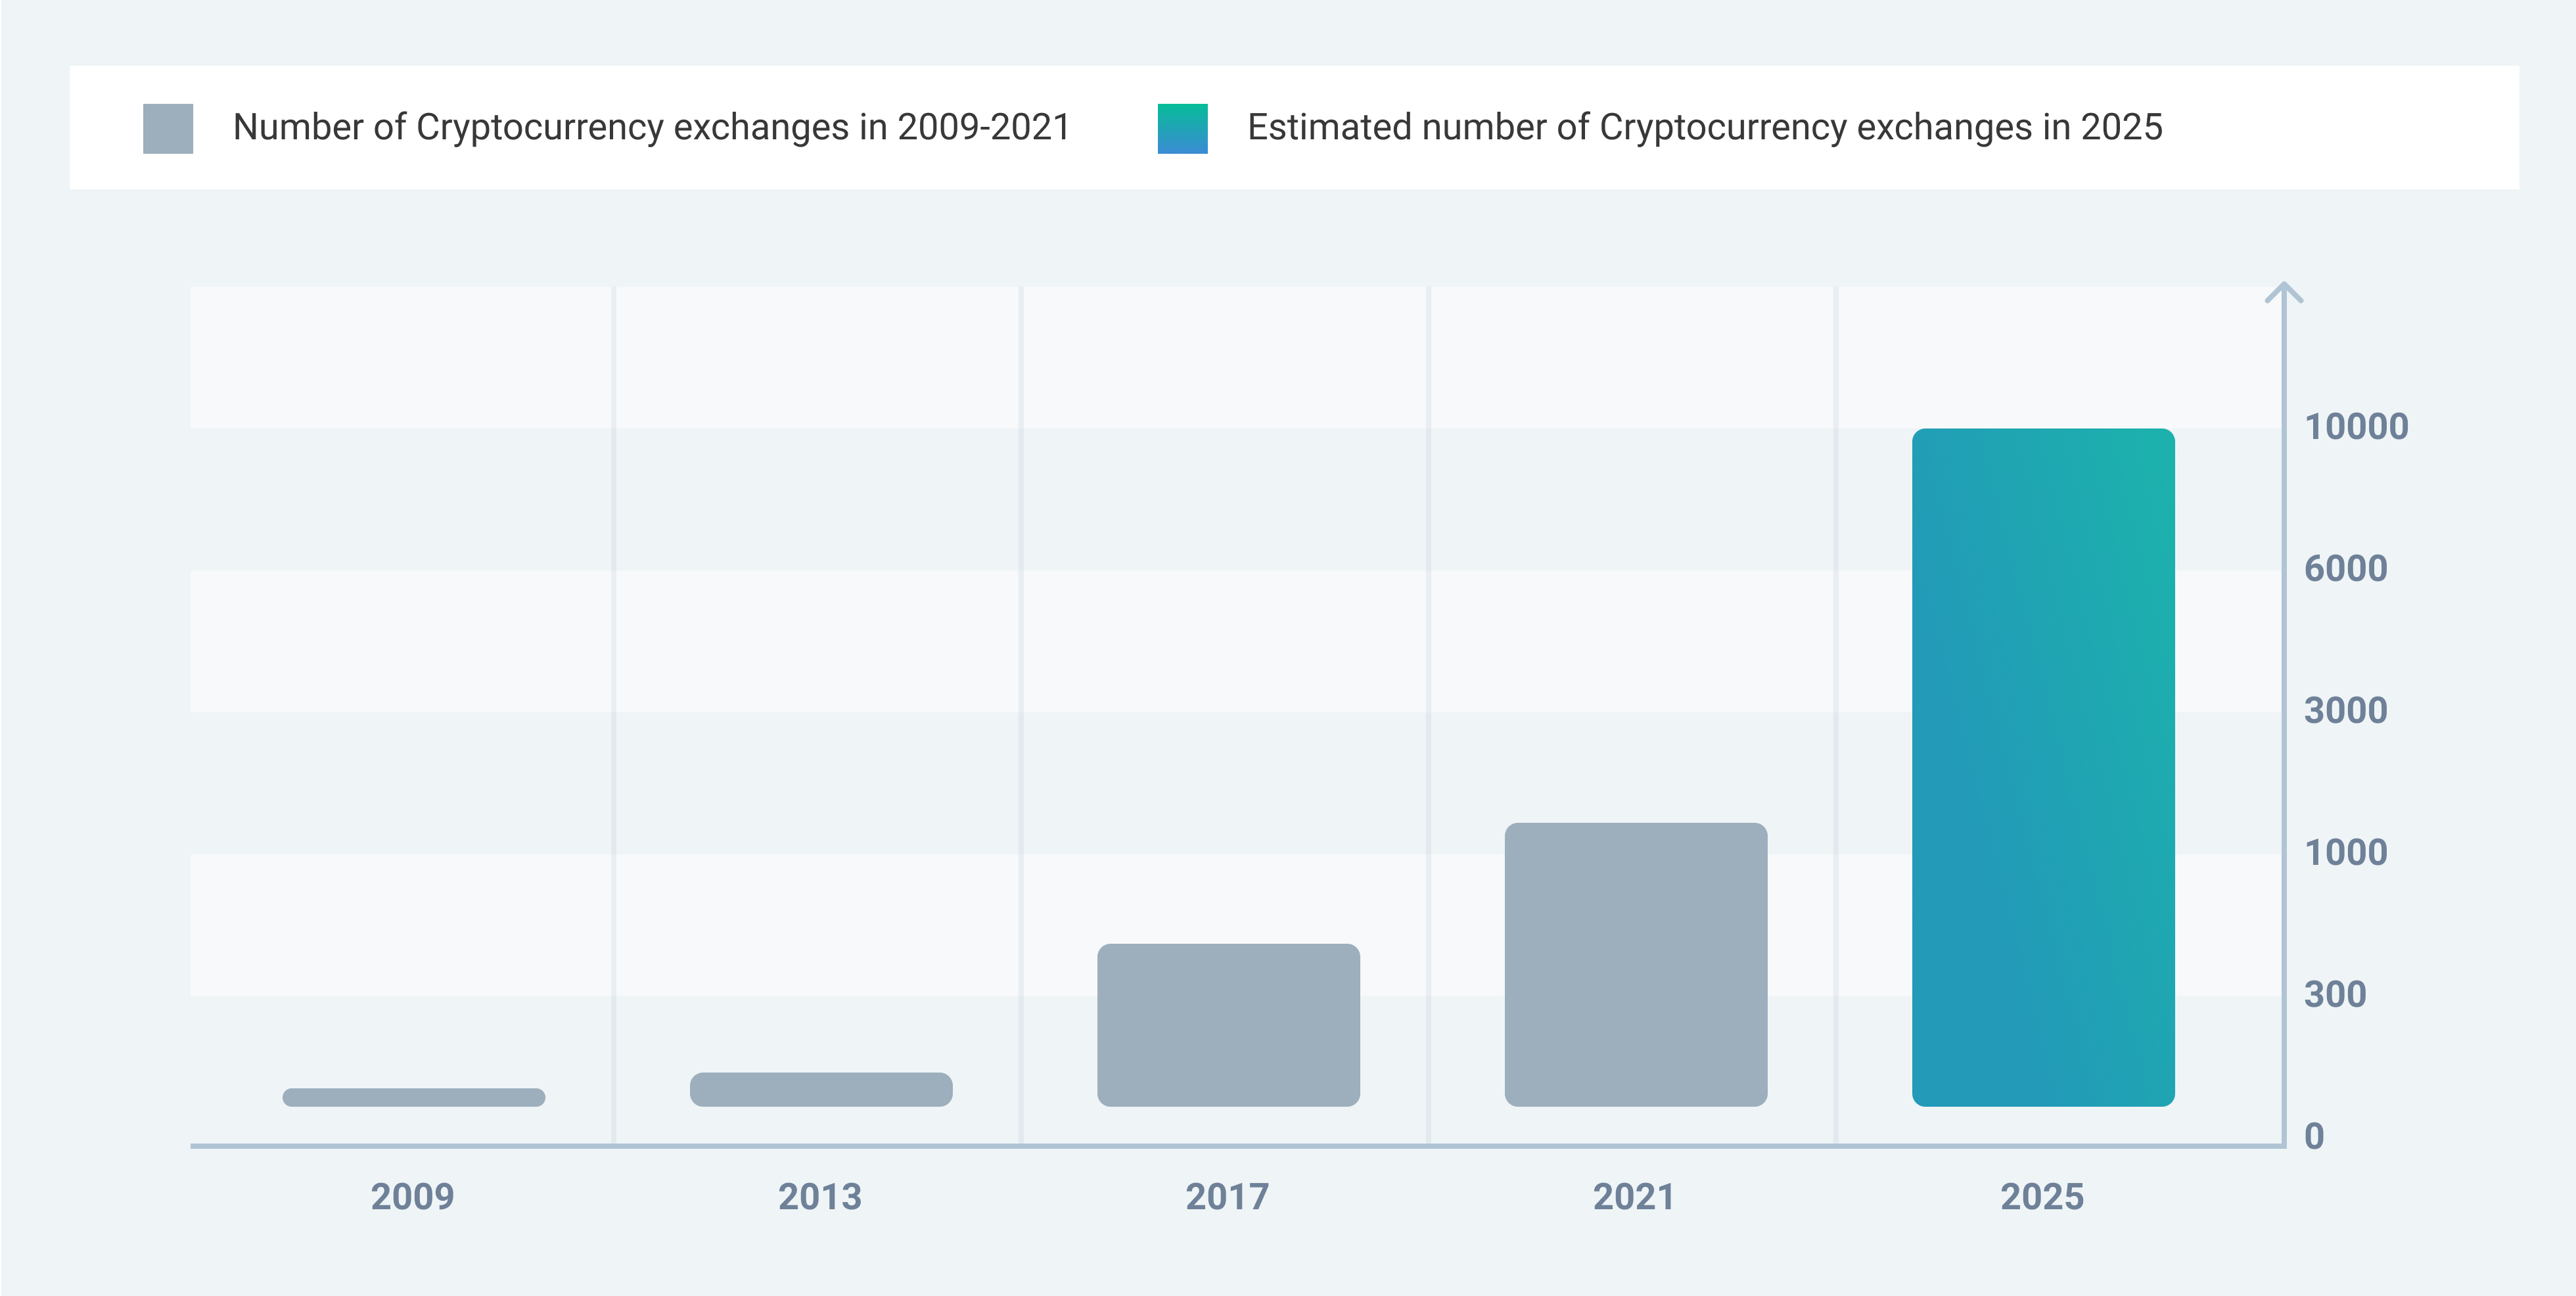 Number of Cryptocurrency exchanges in 2009-2021
Estimated number of Cryptocurrency exchanges in 2025
10000
6000
3000
1000
300
0
2009 2013 2017 2021 2025